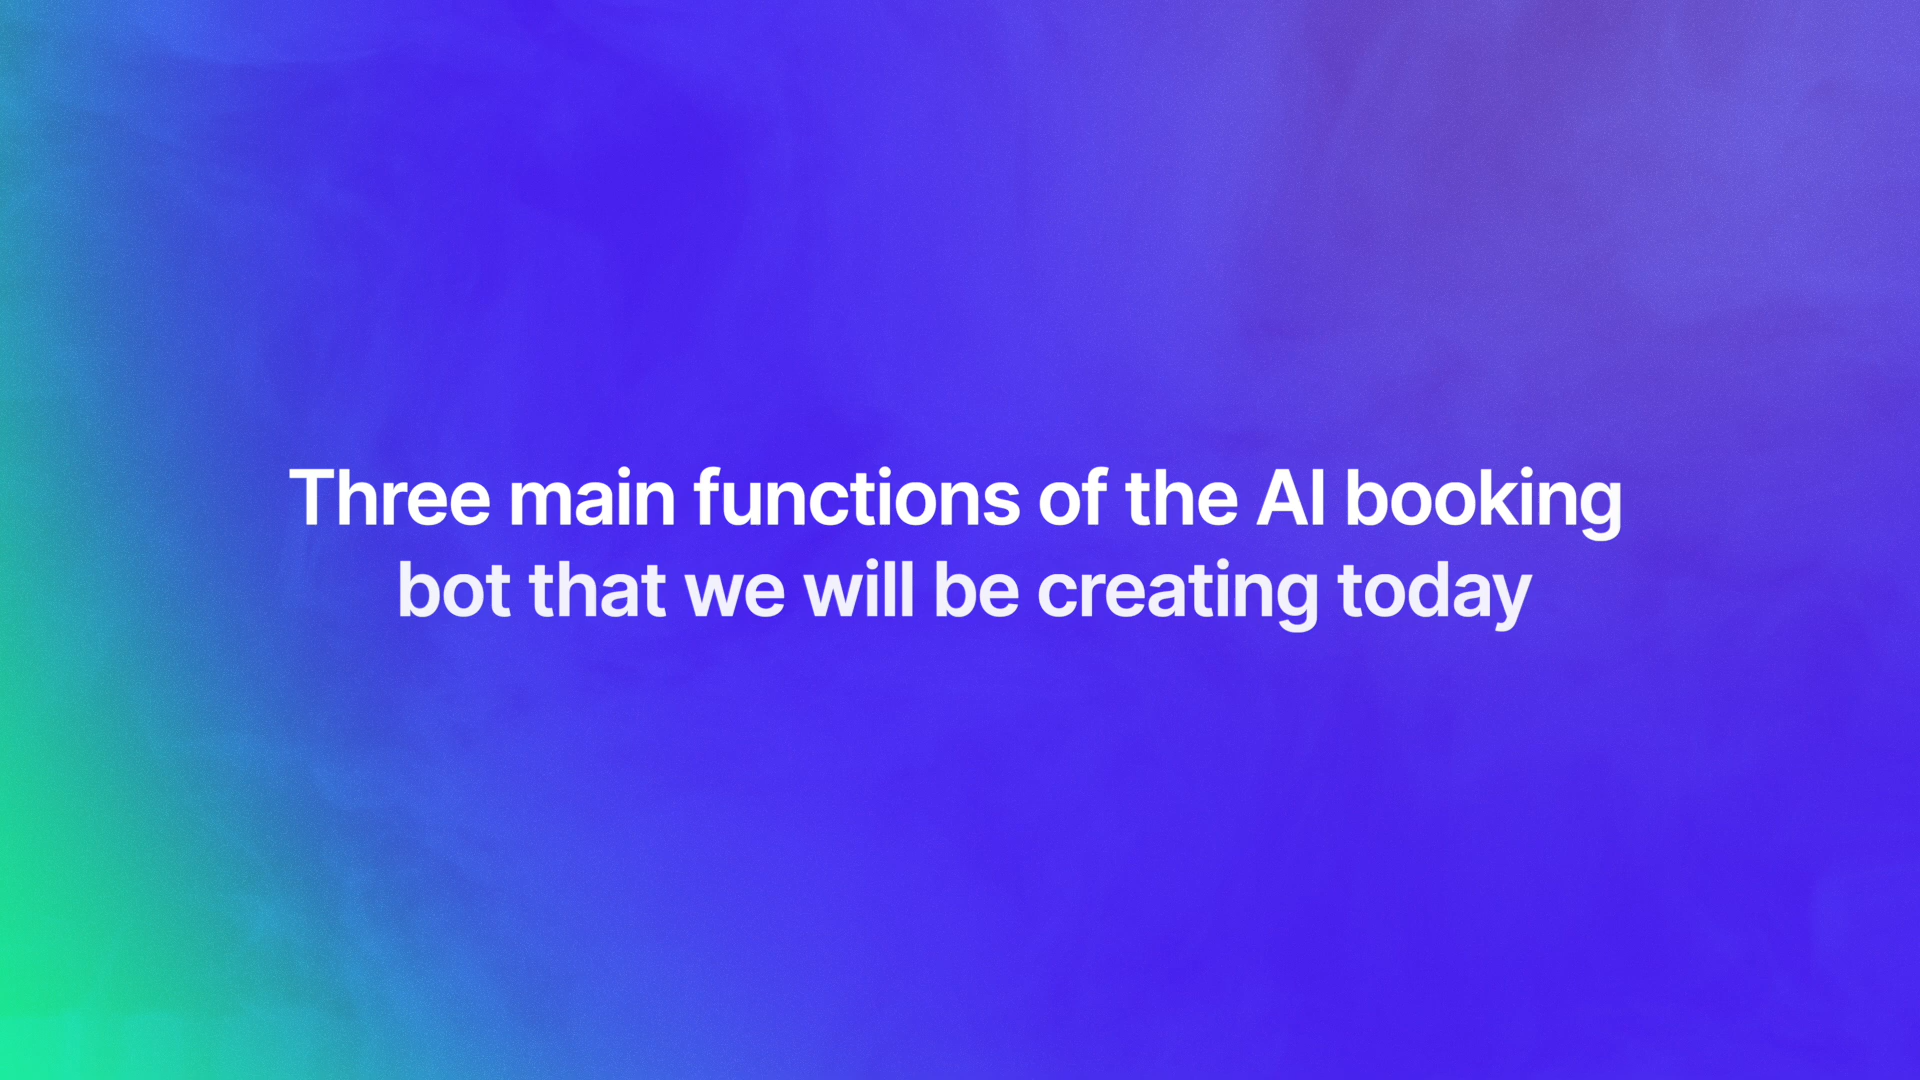 Three main functions of the AI booking
bot that we will be creating today